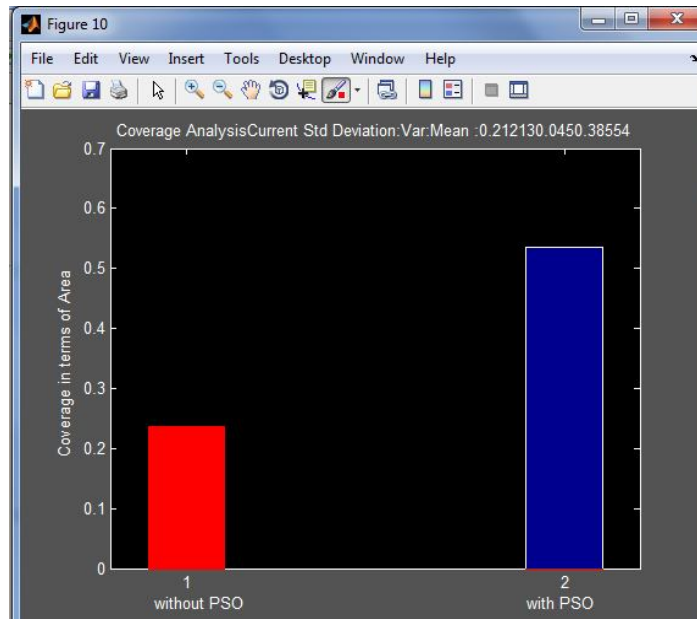 Figure 10
File Edit View Insert Tools Desktop Window Help
Coverage AnalysisCurrent Std Deviation:Var:Mean :0.212130.0450.38554
0.7
0.6
0.5
0.4
0.3
0.2
0.1
0
Coverage in terms of Area
1 2
without PSO with PSO